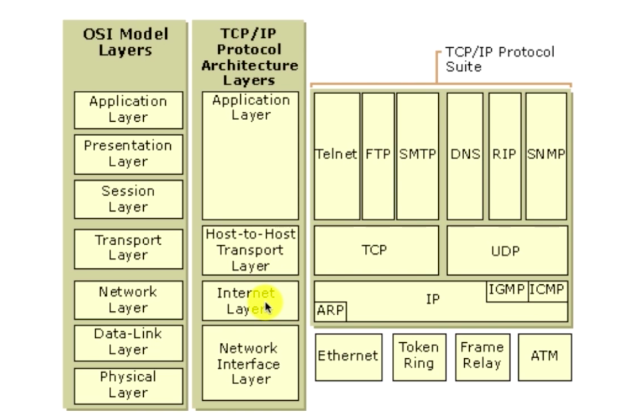 OSI Model
Layers
Application
Layer
Presentation
Layer
Session
Layer
Transport
Layer
Network
Layer
Data-Link
Layer
Physical
Layer
TCP/IP
Protocol
Architecture
Layers
Application
Layer
Host-to-Host
Transport
Layer
Internet
Layer
Network
Interface
Layer
TCP/IP Protocol
Suite
Telnet FTP SMTP DNS RIP SNMP
TCP UDP
IP IGMP ICMP
ARP
Ethernet
Token
Ring
Frame
Relay
ATM